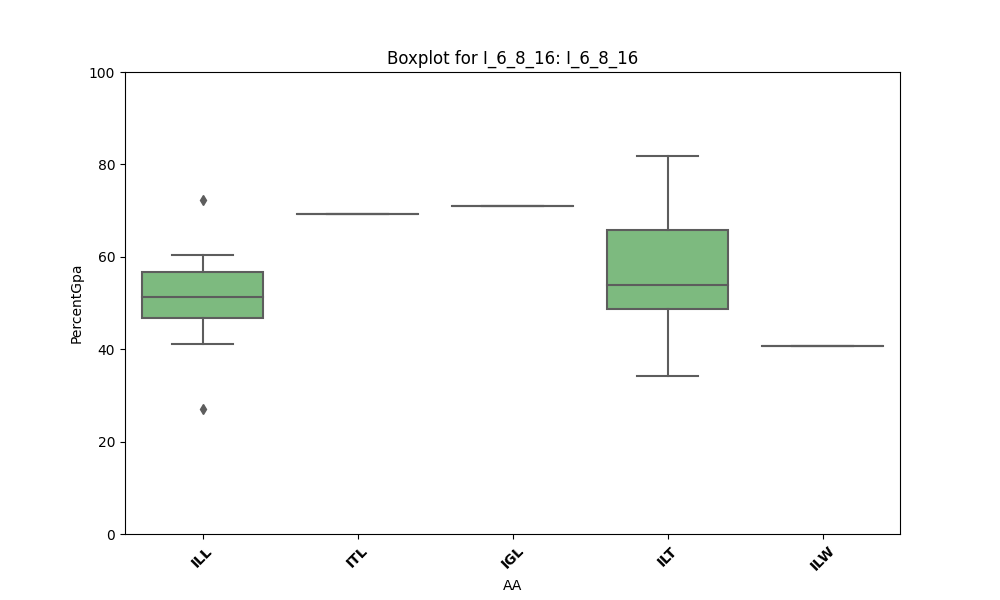 Boxplot for I_6_8_16: I_6_8_16
100
80
60
40
20
0
PercentGpa
ILL
ITL
IGL
ILT
ILW
AA